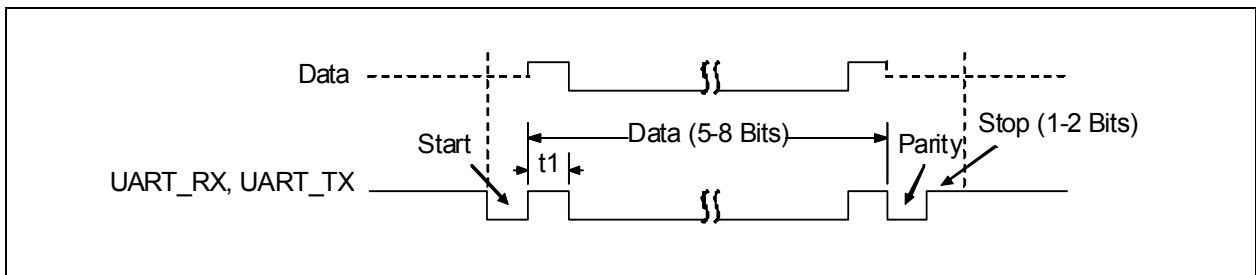 Data
Data (5-8 Bits)
Stop (1-2 Bits)
Start
Parity
t1
UART_RX, UART_TX